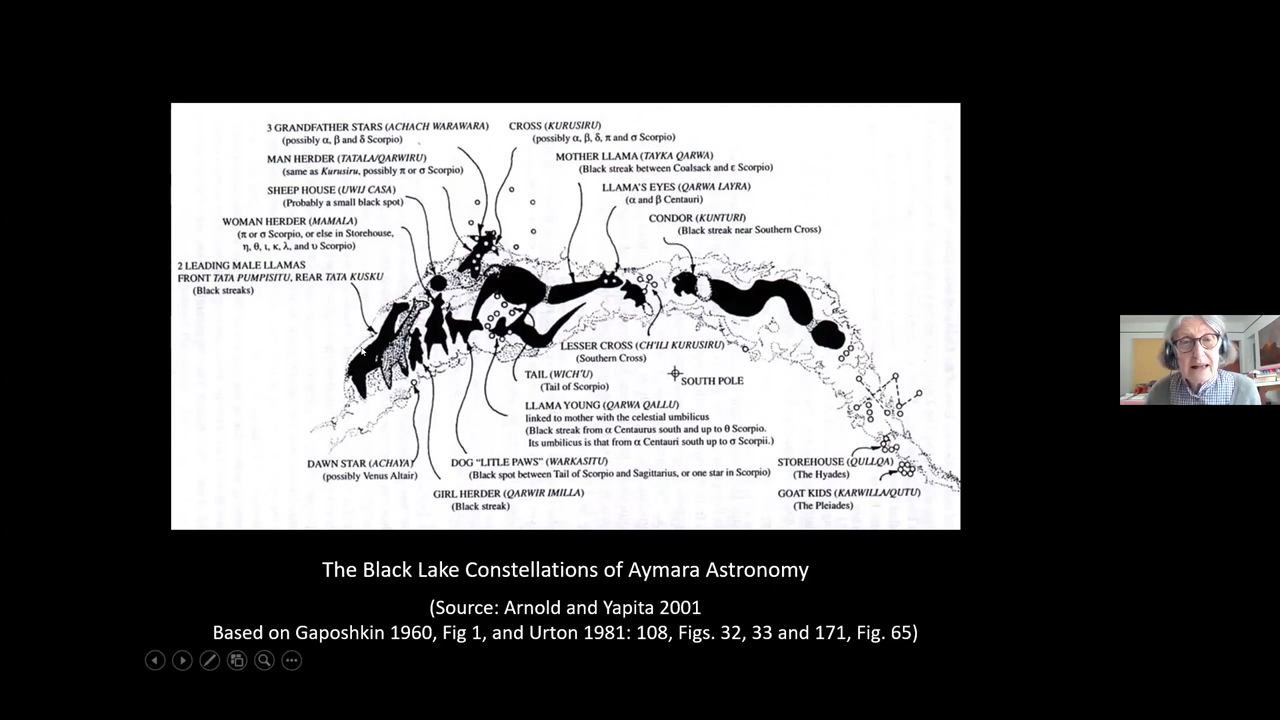 3 GRANDFATHER STARS (ACHACH WARAWARA)
(possibly α, β and δ Scorpio)
CROSS (KURUSIRU)
(possibly α, β, δ, π and σ Scorpio)
MAN HERDER (TATALA/QARWIRU)
(same as Kurusiru, possibly π or σ Scorpio)
MOTHER LLAMA (TAYKA QARWA)
(Black streak between Coalsack and ε Scorpio)
SHEEP HOUSE (UWIJ CASA)
(Probably a small black spot)
LLAMA'S EYES (QARWA LAYRA)
(α and β Centauri)
WOMAN HERDER (MAMALA)
(π or σ Scorpio, or else in Storehouse,
η, θ, ι, κ, λ, and υ Scorpio)
CONDOR (KUNTURI)
(Black streak near Southern Cross)
2 LEADING MALE LLAMAS
FRONT TATA PUMPISITU, REAR TATA KUSKU
(Black streaks)
LESSER CROSS (CH'ILI KURUSIRU)
(Southern Cross)
TAIL (WICH'U)
(Tail of Scorpio)
SOUTH POLE
LLAMA YOUNG (QARWA QALLU)
linked to mother with the celestial umbilicus
(Black streak from α Centaurus south and up to θ Scorpio.
Its umbilicus is that from α Centauri south up to σ Scorpii.)
DAWN STAR (ACHAYA)
(possibly Venus Altair)
DOG "LITLE PAWS" (WARKASITU)
(Black spot between Tail of Scorpio and Sagittarius, or one star in Scorpio)
STOREHOUSE (QULLQA)
(The Hyades)
GIRL HERDER (QARWIR IMILLA)
(Black streak)
GOAT KIDS (KARWILLA/QUTU)
(The Pleiades)
The Black Lake Constellations of Aymara Astronomy
(Source: Arnold and Yapita 2001
Based on Gaposhkin 1960, Fig 1, and Urton 1981: 108, Figs. 32, 33 and 171, Fig. 65)